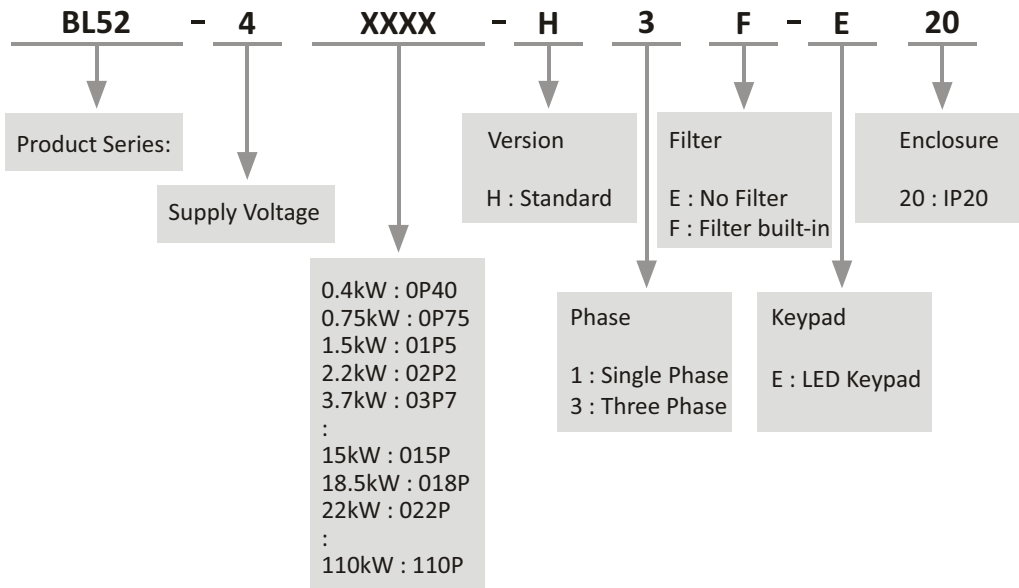 BL52 - 4 XXXX - H 3 F - E 20
Product Series:
Supply Voltage
0.4kW : 0P40
0.75kW : 0P75
1.5kW : 01P5
2.2kW : 02P2
3.7kW : 03P7
:
15kW : 015P
18.5kW : 018P
22kW : 022P
:
110kW : 110P
Version
H : Standard
Phase
1 : Single Phase
3 : Three Phase
Filter
E : No Filter
F : Filter built-in
Keypad
E : LED Keypad
Enclosure
20 : IP20